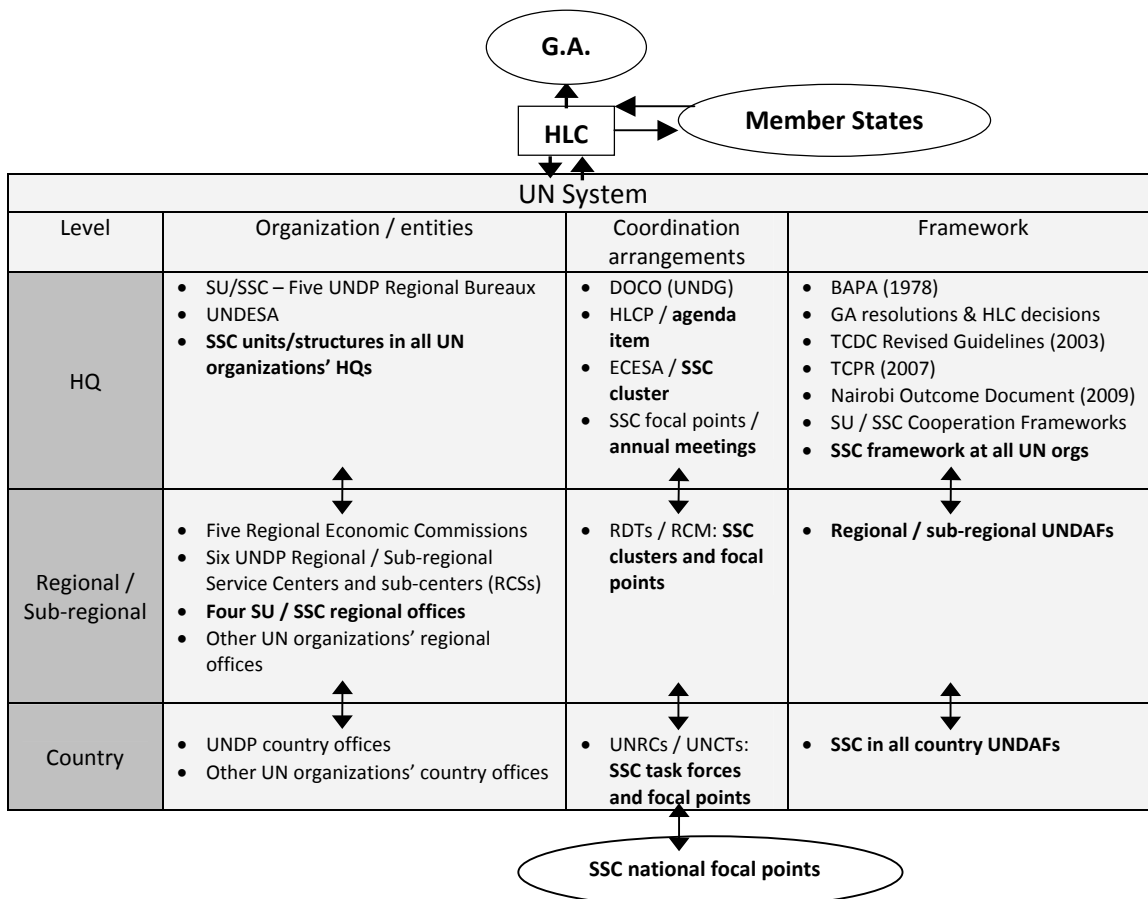 G.A.
HLC
Member States
UN System
Level
Organization / entities
Coordination
arrangements
Framework
HQ
• SU/SSC – Five UNDP Regional Bureaux
• UNDESA
• SSC units/structures in all UN
organizations’ HQs
• DOCO (UNDG)
• HLCP / agenda
item
• ECESA / SSC
cluster
• SSC focal points /
annual meetings
• BAPA (1978)
• GA resolutions & HLC decisions
• TCDC Revised Guidelines (2003)
• TCPR (2007)
• Nairobi Outcome Document (2009)
• SU / SSC Cooperation Frameworks
• SSC framework at all UN orgs
Regional /
Sub-regional
• Five Regional Economic Commissions
• Six UNDP Regional / Sub-regional
Service Centers and sub-centers (RCSs)
• Four SU / SSC regional offices
• Other UN organizations’ regional
offices
• RDTs / RCM: SSC
clusters and focal
points
• Regional / sub-regional UNDAFs
Country
• UNDP country offices
• Other UN organizations’ country offices
• UNRCs / UNCTs:
SSC task forces
and focal points
• SSC in all country UNDAFs
SSC national focal points